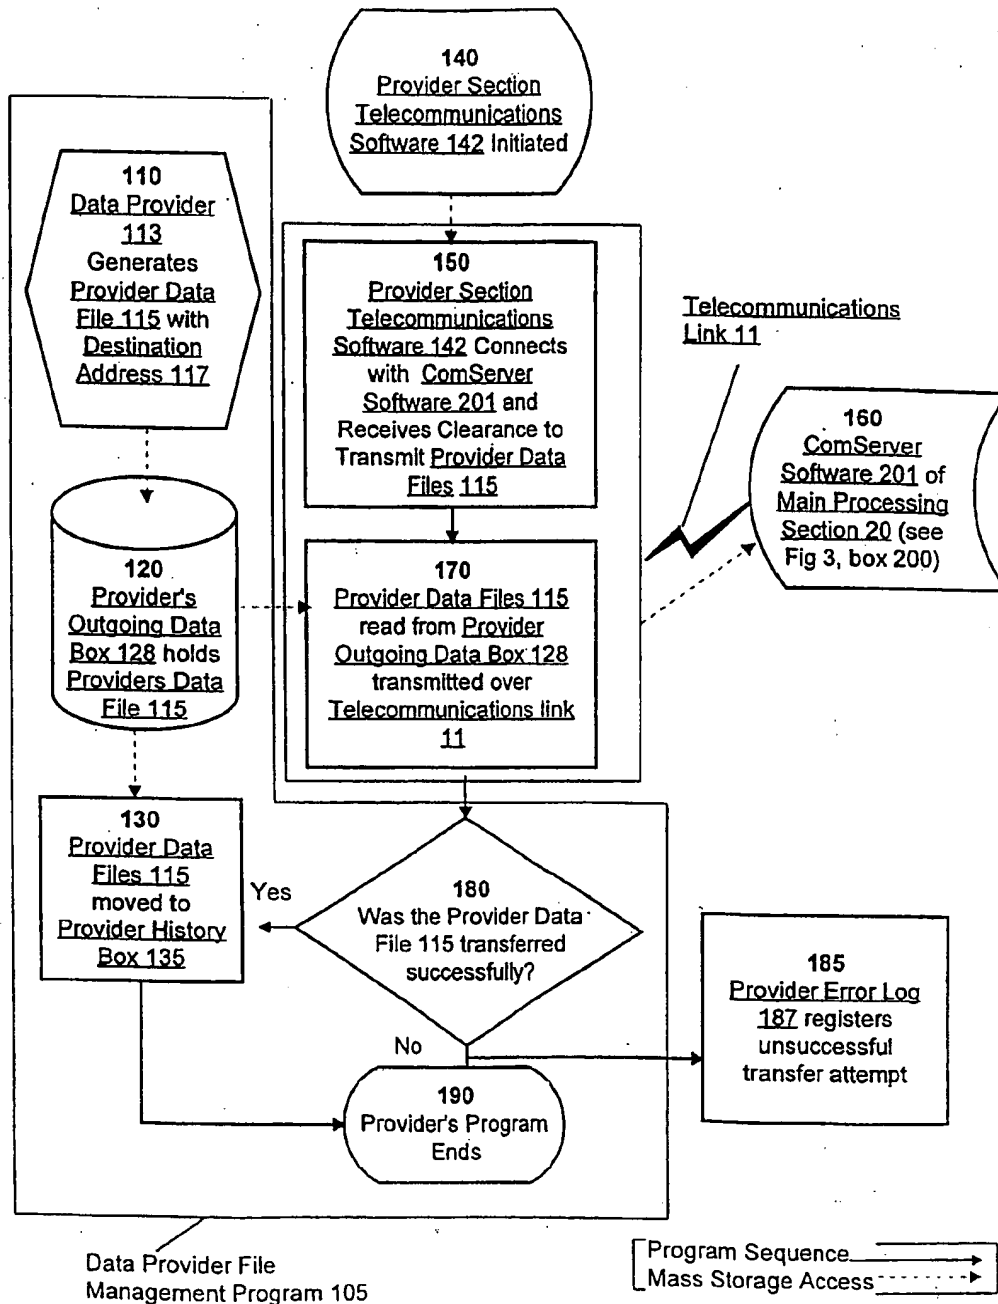 140
Provider Section
Telecommunications
Software 142 Initiated
110
Data Provider
113
Generates
Provider Data
File 115 with
Destination
Address 117
150
Provider Section
Telecommunications
Software 142 Connects
with ComServer
Software 201 and
Receives Clearance to
Transmit Provider Data
Files 115
Telecommunications
Link 11
160
ComServer
Software 201 of
Main Processing
Section 20 (see
Fig 3, box 200)
120
Provider's
Outgoing Data
Box 128 holds
Providers Data
File 115
170
Provider Data Files 115
read from Provider
Outgoing Data Box 128
transmitted over
Telecommunications link
11
130
Provider Data
Files 115
moved to
Provider History
Box 135
Yes
180
Was the Provider Data
File 115 transferred
successfully?
185
Provider Error Log
187 registers
unsuccessful
transfer attempt
No
190
Provider's Program
Ends
Data Provider File
Management Program 105
Program Sequence
Mass Storage Access